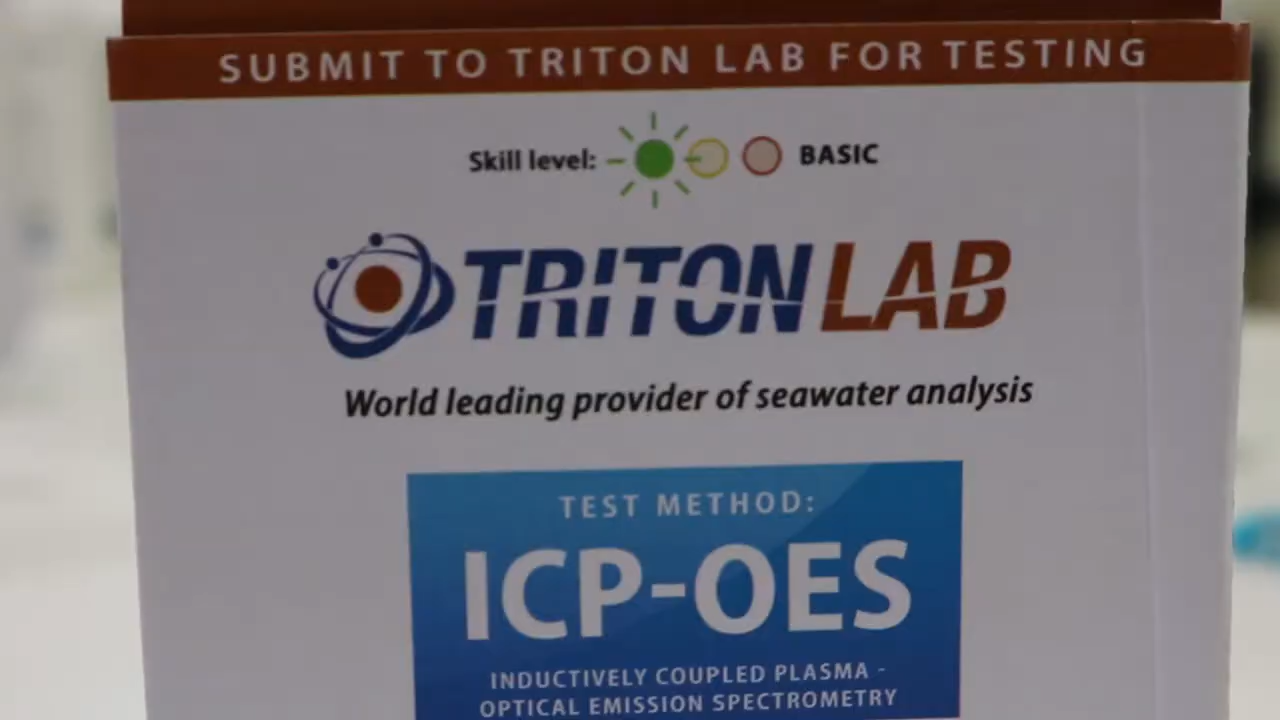 SUBMIT TO TRITON LAB FOR TESTING
Skill level: BASIC
TRITON LAB
World leading provider of seawater analysis
TEST METHOD:
ICP-OES
INDUCTIVELY COUPLED PLASMA -
OPTICAL EMISSION SPECTROMETRY